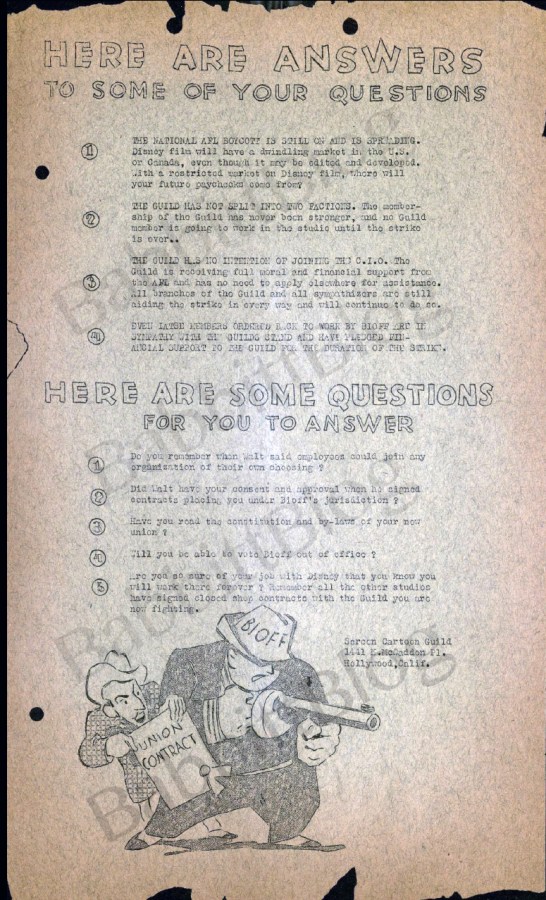 HERE ARE ANSWERS
TO SOME OF YOUR QUESTIONS
1 THE NATIONAL AFL BOYCOTT IS STILL ON AND IS SPREADING.
Disney film will have a dwindling market in the U.S.
or Canada, even though it may be edited and developed.
With a restricted market on Disney film, where will
your future paychecks come from?
2 THE GUILD HAS NOT SPLIT INTO TWO FACTIONS. The member-
ship of the Guild has never been stronger, and no Guild
member is going to work in the studio until the strike
is over..
3 THE GUILD HAS NO INTENTION OF JOINING THE C.I.O. The
Guild is receiving full moral and financial support from
the AFL and has no need to apply elsewhere for assistance.
All branches of the Guild and all sympathizers are still
aiding the strike in every way and will continue to do so.
4 EVEN IATSE MEMBERS ORDERED BACK TO WORK BY BIOFF ARE IN
SYMPATHY WITH THE GUILDS STAND AND HAVE PLEDGED FIN-
ANCIAL SUPPORT TO THE GUILD FOR THE DURATION OF THE STRIKE.
HERE ARE SOME QUESTIONS
FOR YOU TO ANSWER
1 Do you remember when Walt said employees could join any
organization of their own choosing ?
2 Did Walt have your consent and approval when he signed
contracts placing you under Bioff's jurisdiction ?
3 Have you read the constitution and by-laws of your new
union ?
4 Will you be able to vote Bioff out of office ?
5 Are you so sure of your job with Disney that you know you
will work there forever ? Remember all the other studios
have signed closed shop contracts with the Guild you are
now fighting.
Screen Cartoon Guild
1441 N.McCadden Pl.
Hollywood,Calif.
BIOFF
UNION
CONTRACT
Babbitt Blog
Babbitt Blog
Babbitt Blog
Babbitt Blog